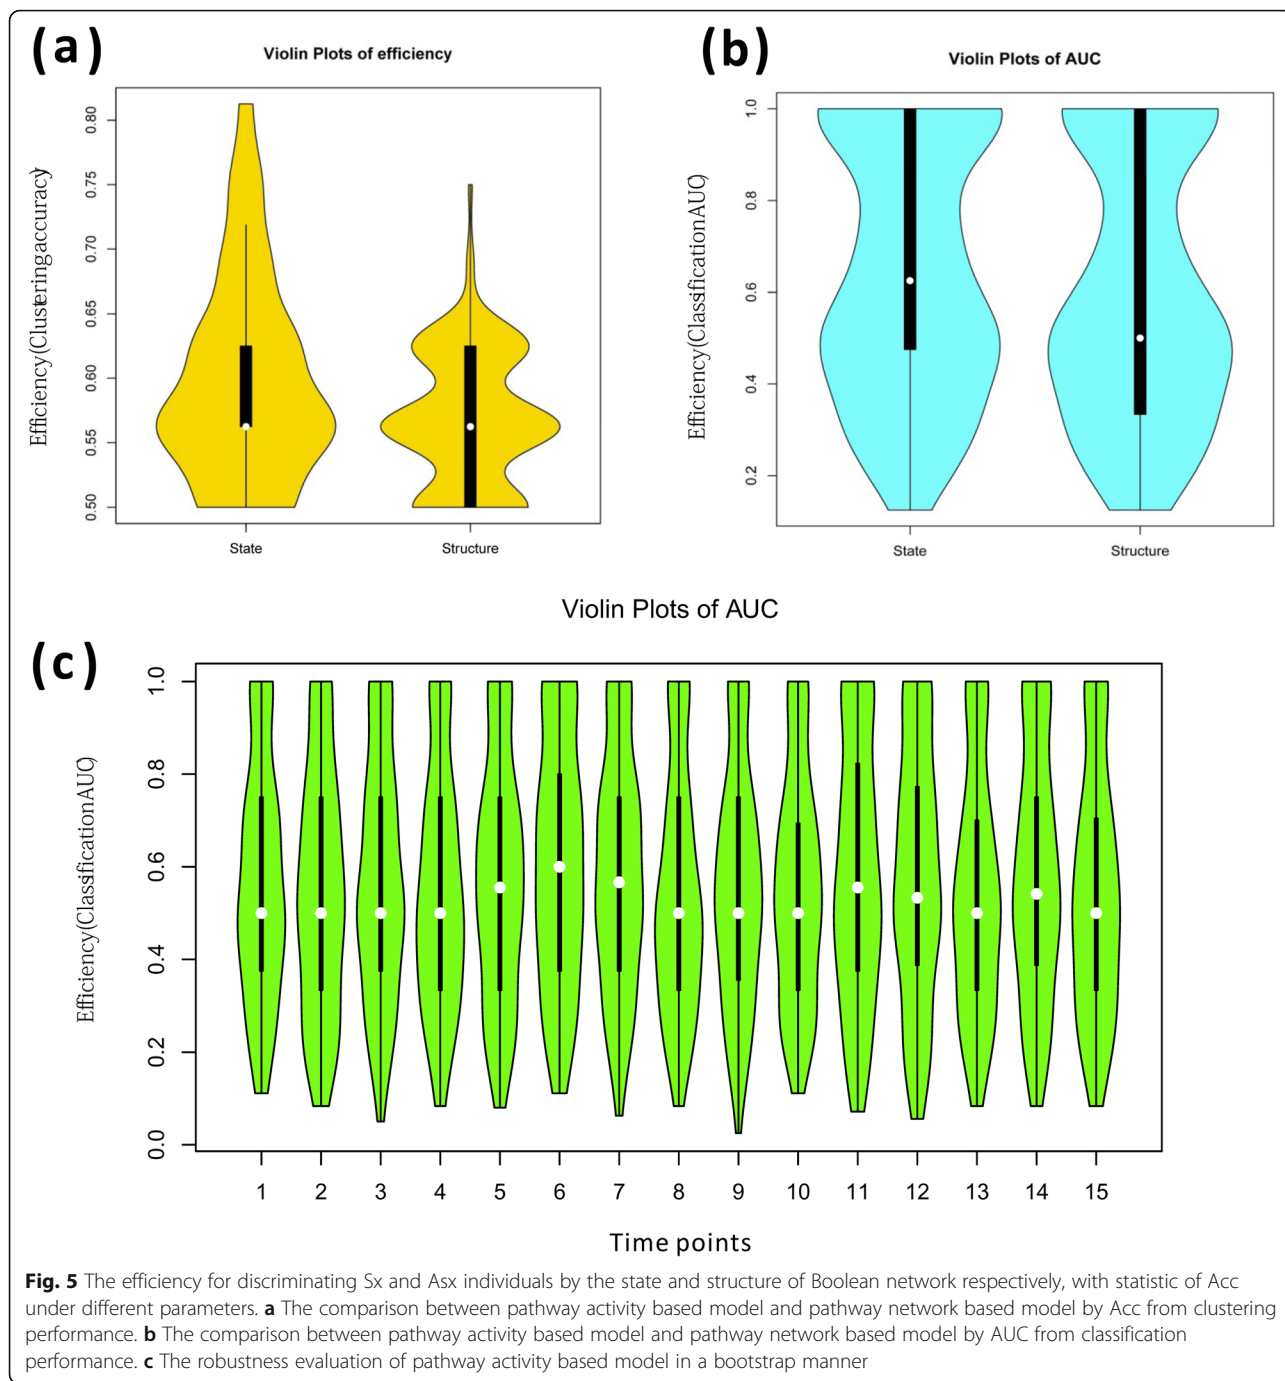 (a)
Violin Plots of efficiency
Efficiency(Clusteringaccuracy)
0.80
0.75
0.70
0.65
0.60
0.55
0.50
State
Structure
(b)
Violin Plots of AUC
Efficiency(ClassificationAUC)
1.0
0.8
0.6
0.4
0.2
State
Structure
Violin Plots of AUC
(c)
Efficiency(ClassificationAUC)
1.0
0.8
0.6
0.4
0.2
0.0
1 2 3 4 5 6 7 8 9 10 11 12 13 14 15
Time points
Fig. 5 The efficiency for discriminating Sx and Asx individuals by the state and structure of Boolean network respectively, with statistic of Acc
under different parameters. a The comparison between pathway activity based model and pathway network based model by Acc from clustering
performance. b The comparison between pathway activity based model and pathway network based model by AUC from classification
performance. c The robustness evaluation of pathway activity based model in a bootstrap manner